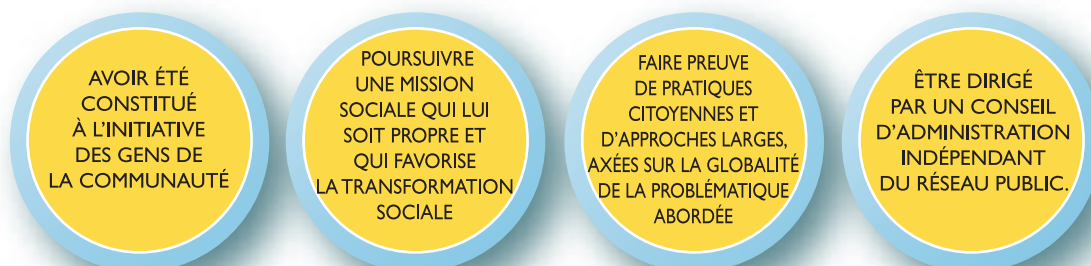 AVOIR ÉTÉ
CONSTITUÉ
À L'INITIATIVE
DES GENS DE
LA COMMUNAUTÉ
POURSUIVRE
UNE MISSION
SOCIALE QUI LUI
SOIT PROPRE ET
QUI FAVORISE
LA TRANSFORMATION
SOCIALE
FAIRE PREUVE
DE PRATIQUES
CITOYENNES ET
D'APPROCHES LARGES,
AXÉES SUR LA GLOBALITÉ
DE LA PROBLÉMATIQUE
ABORDÉE
ÊTRE DIRIGÉ
PAR UN CONSEIL
D'ADMINISTRATION
INDÉPENDANT
DU RÉSEAU PUBLIC.